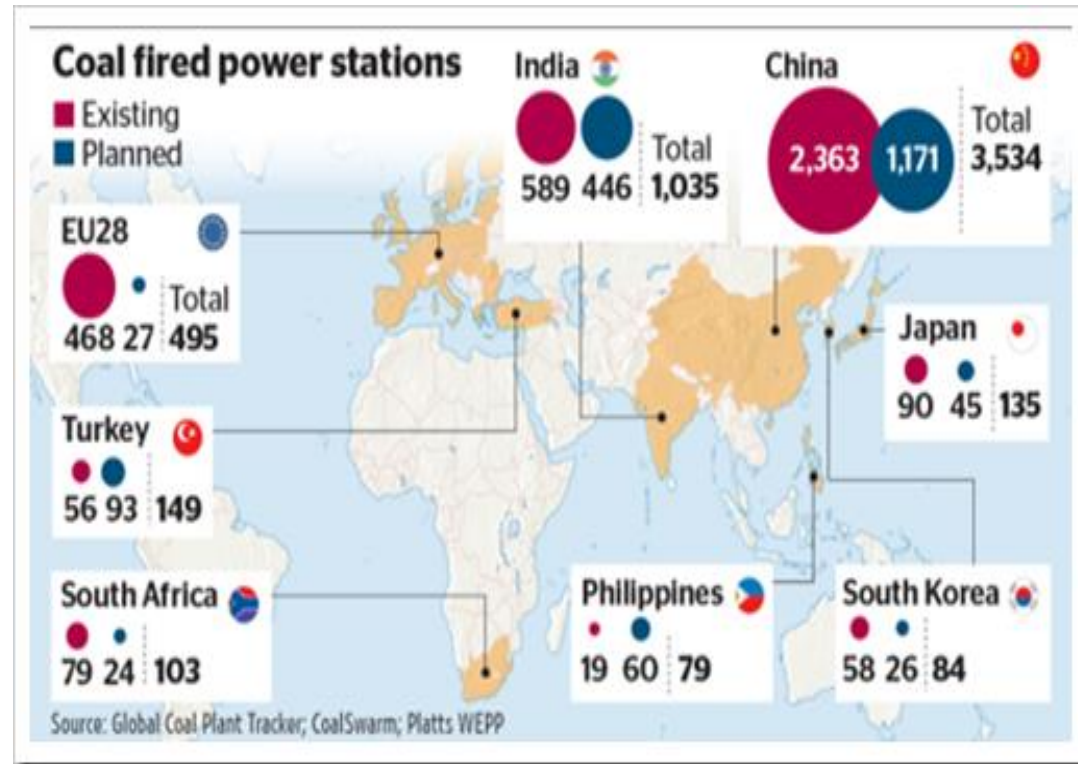 Coal fired power stations
Existing
Planned
India
589 446
Total
1,035
China
2,363 1,171
Total
3,534
EU28
468 27
Total
495
Turkey
56 93 149
Japan
90 45 135
South Africa
79 24 103
Philippines
19 60 79
South Korea
58 26 84
Source: Global Coal Plant Tracker; CoalSwarm; Platts WEPP